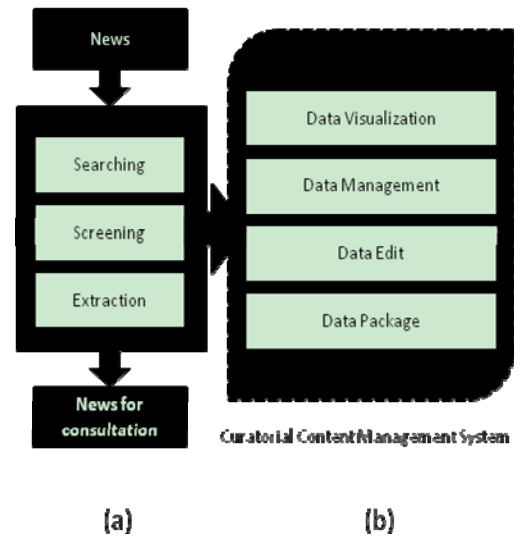 News
Searching
Screening
Extraction
News for
consultation
Data Visualization
Data Management
Data Edit
Data Package
Curatorial Content Management System
(a)
(b)